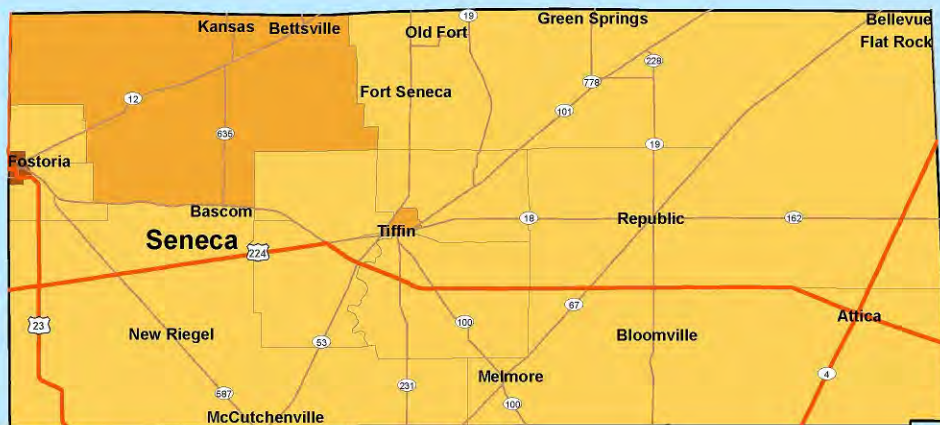 Kansas
Bettsville
19
Old Fort
Green Springs
Bellevue
Flat Rock
228
778
Fort Seneca
12
101
635
19
Fostoria
Bascom
Tiffin
18
Republic
162
Seneca
224
23
New Riegel
53
100
67
Bloomville
Attica
4
587
231
Melmore
100
McCutchenville